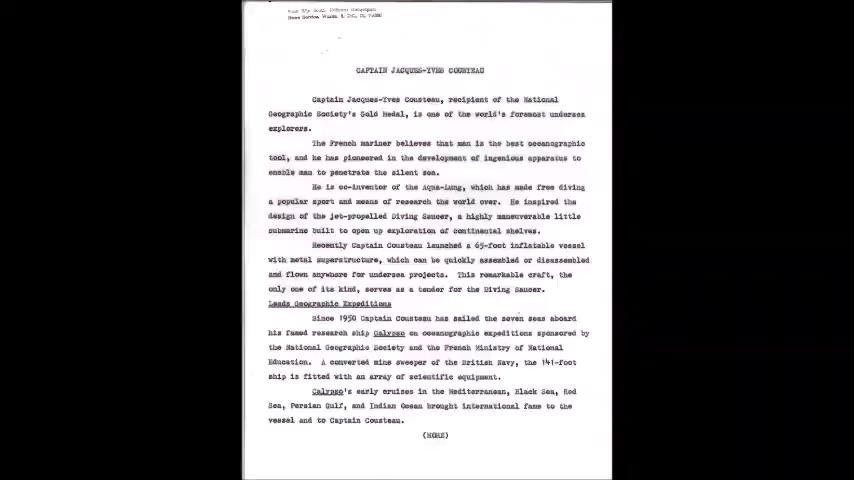 CAPTAIN JACQUES-YVES COUSTEAU
Captain Jacques-Yves Cousteau, recipient of the National
Geographic Society's Gold Medal, is one of the world's foremost undersea
explorers.
The French mariner believes that man is the best oceanographic
tool, and he has pioneered in the development of ingenious apparatus to
enable man to penetrate the silent sea.
He is co-inventor of the Aqua-Lung, which has made free diving
a popular sport and means of research the world over. He inspired the
design of the jet-propelled Diving Saucer, a highly maneuverable little
submarine built to open up exploration of continental shelves.
Recently Captain Cousteau launched a 65-foot inflatable vessel
with metal superstructure, which can be quickly assembled or disassembled
and flown anywhere for undersea projects. This remarkable craft, the
only one of its kind, serves as a tender for the Diving Saucer.
Leads Geographic Expeditions
Since 1950 Captain Cousteau has sailed the seven seas aboard
his famed research ship Calypso on oceanographic expeditions sponsored by
the National Geographic Society and the French Ministry of National
Education. A converted mine sweeper of the British Navy, the 141-foot
ship is fitted with an array of scientific equipment.
Calypso's early cruises in the Mediterranean, Black Sea, Red
Sea, Persian Gulf, and Indian Ocean brought international fame to the
vessel and to Captain Cousteau.
(MORE)